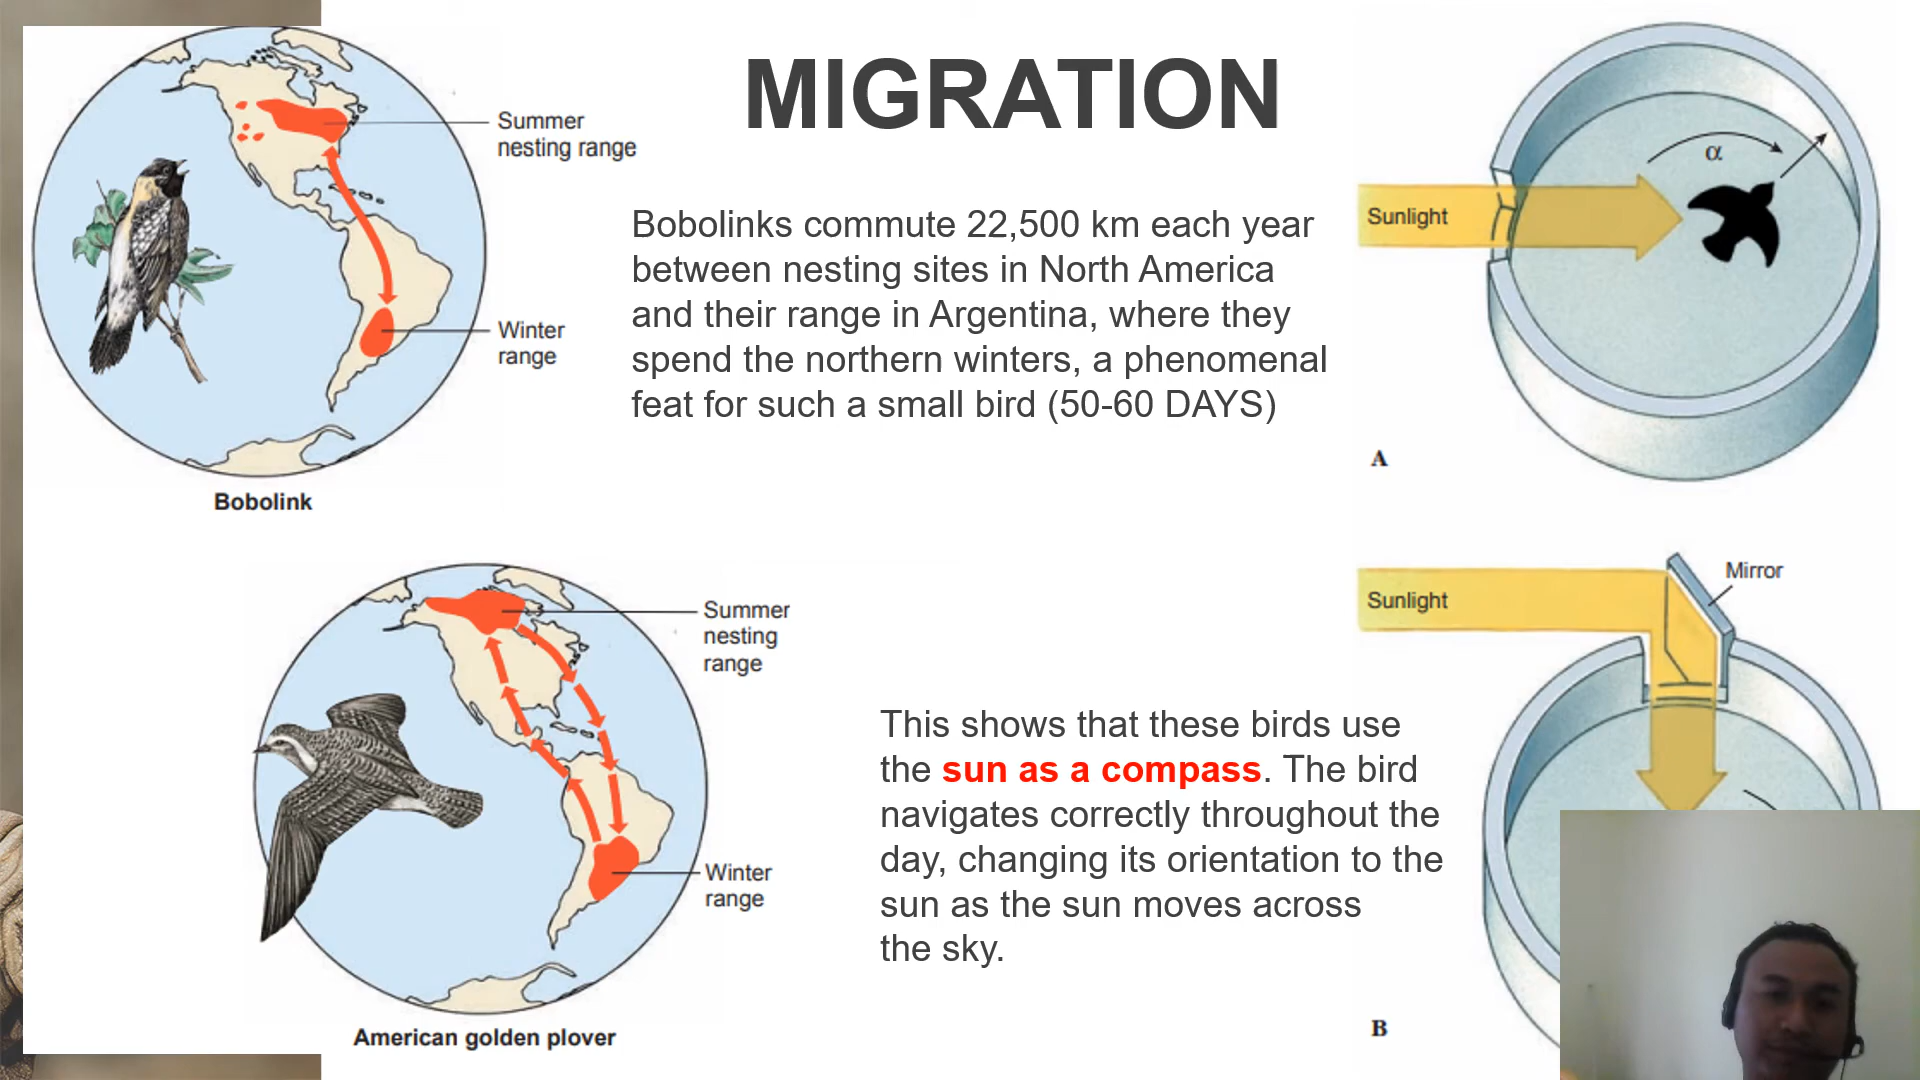 MIGRATION
Summer
nesting range
Winter
range
Bobolink
Bobolinks commute 22,500 km each year
between nesting sites in North America
and their range in Argentina, where they
spend the northern winters, a phenomenal
feat for such a small bird (50-60 DAYS)
α
Sunlight
A
Summer
nesting
range
Winter
range
American golden plover
This shows that these birds use
the sun as a compass. The bird
navigates correctly throughout the
day, changing its orientation to the
sun as the sun moves across
the sky.
Mirror
Sunlight
B